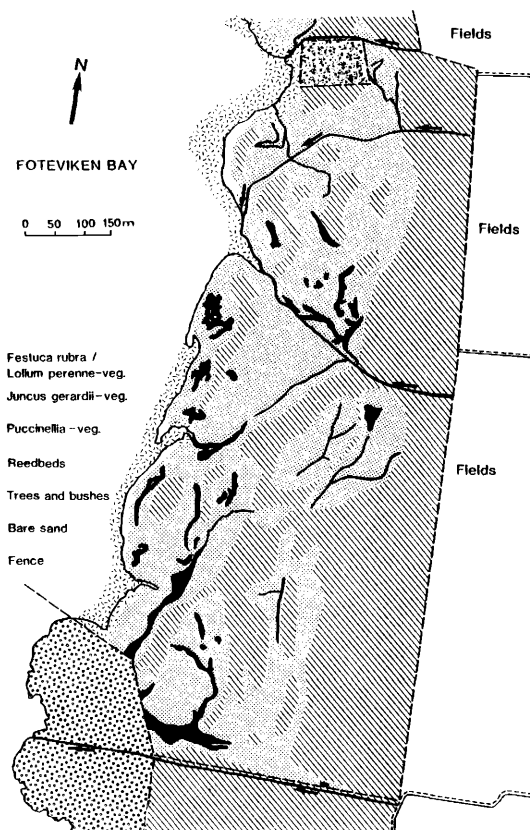 Fields
N
FOTEVIKEN BAY
0 50 100 150m
Fields
Festuca rubra /
Lolium perenne-veg.
Juncus gerardii-veg.
Puccinellia-veg.
Reedbeds
Trees and bushes
Bare sand
Fence
Fields